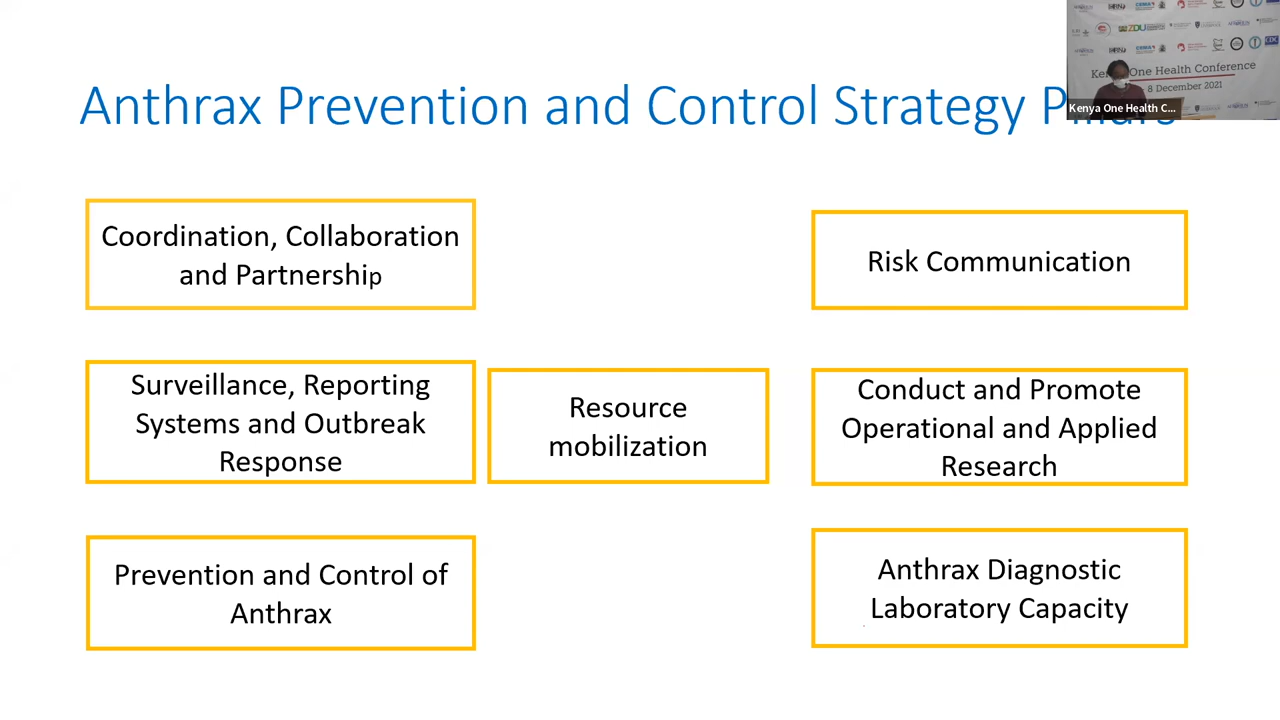 Anthrax Prevention and Control Strategy
Kenya One Health Conference
8 December 2021
Kenya One Health C...
Coordination, Collaboration
and Partnership
Risk Communication
Surveillance, Reporting
Systems and Outbreak
Response
Resource
mobilization
Conduct and Promote
Operational and Applied
Research
Prevention and Control of
Anthrax
Anthrax Diagnostic
Laboratory Capacity